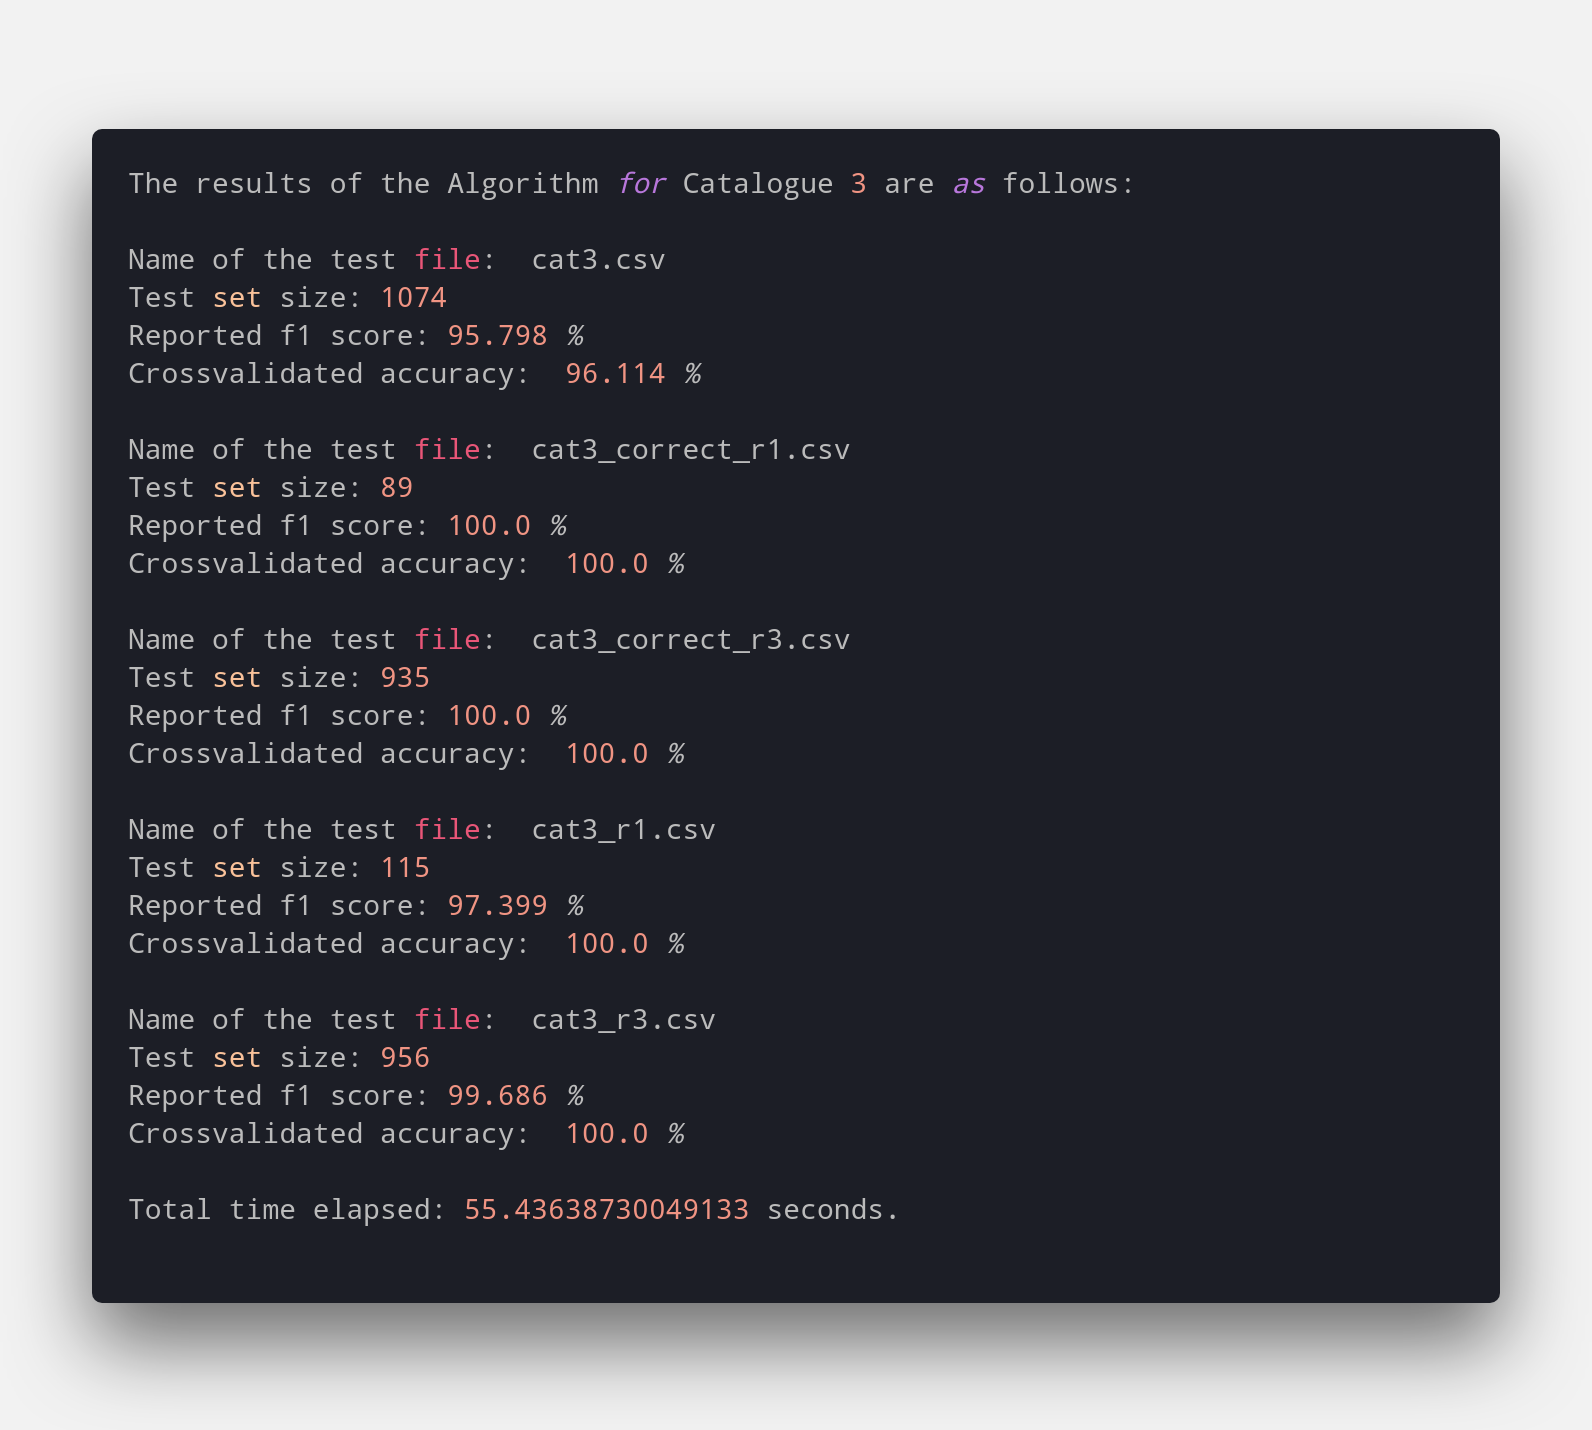 The results of the Algorithm for Catalogue 3 are as follows:
Name of the test file:  cat3.csv
Test set size: 1074
Reported f1 score: 95.798 %
Crossvalidated accuracy:  96.114 %
Name of the test file:  cat3_correct_r1.csv
Test set size: 89
Reported f1 score: 100.0 %
Crossvalidated accuracy:  100.0 %
Name of the test file:  cat3_correct_r3.csv
Test set size: 935
Reported f1 score: 100.0 %
Crossvalidated accuracy:  100.0 %
Name of the test file:  cat3_r1.csv
Test set size: 115
Reported f1 score: 97.399 %
Crossvalidated accuracy:  100.0 %
Name of the test file:  cat3_r3.csv
Test set size: 956
Reported f1 score: 99.686 %
Crossvalidated accuracy:  100.0 %
Total time elapsed: 55.43638730049133 seconds.